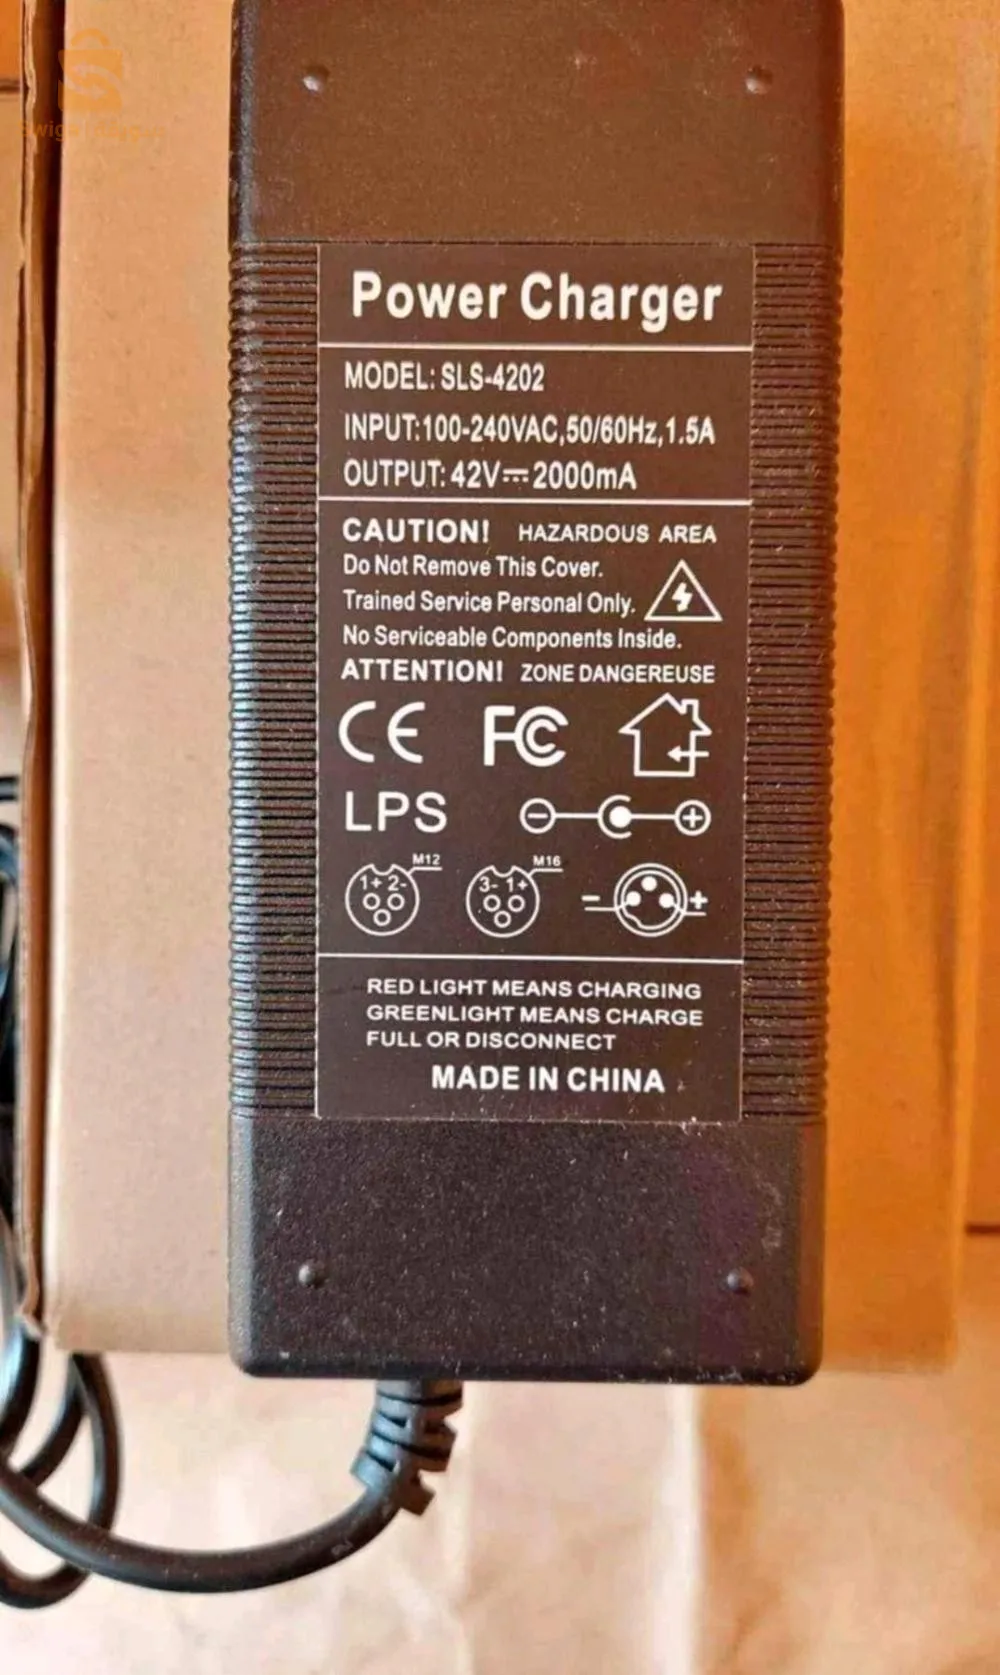 Power Charger
MODEL: SLS-4202
INPUT:100-240VAC,50/60Hz,1.5A
OUTPUT: 42V⎓2000mA
CAUTION! HAZARDOUS AREA
Do Not Remove This Cover.
Trained Service Personal Only.
No Serviceable Components Inside.
ATTENTION! ZONE DANGEREUSE
CE FC
LPS
M12 M16
1+ 2- 3- 1+ - +
RED LIGHT MEANS CHARGING
GREENLIGHT MEANS CHARGE
FULL OR DISCONNECT
MADE IN CHINA